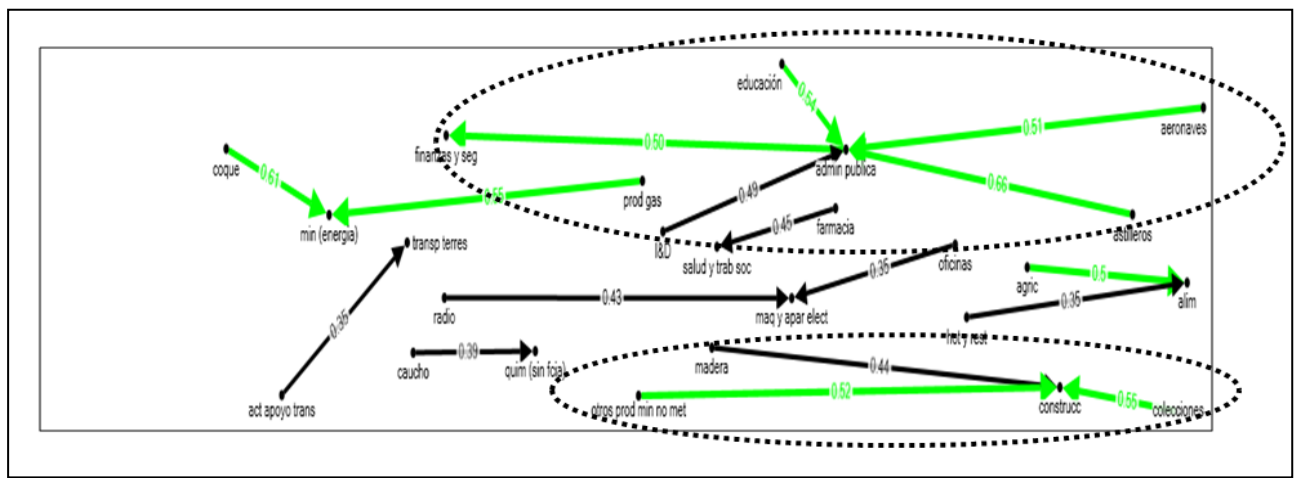 educación
0.54
aeronaves
0.51
finanzas y seg
0.50
admin publica
coque
0.61
prod gas
0.55
0.66
0.49
min (energia)
farmacia
0.45
astilleros
transp terres
I&D
salud y trab soc
oficinas
0.35
agric
0.5
alim
radio
0.43
maq y apar elect
0.35
hot y rest
0.35
caucho
0.39
quim (sin fcia)
madera
0.44
act apoyo trans
otros prod min no met
0.52
construcc
0.55
colecciones